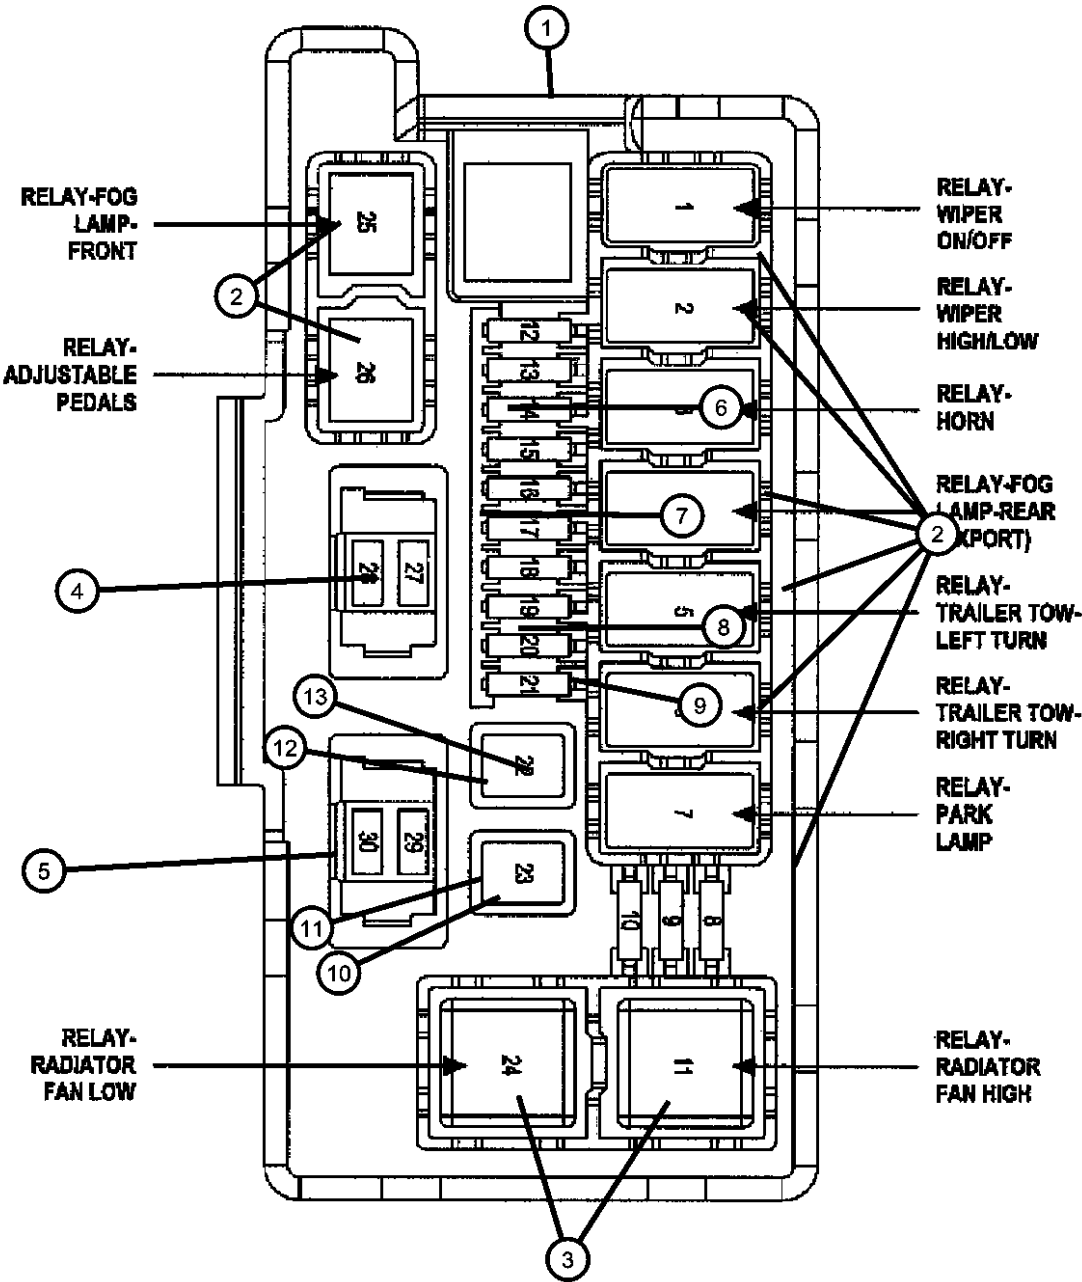 1
RELAY-FOG
LAMP-
FRONT
25
1
RELAY-
WIPER
ON/OFF
2
2
RELAY-
WIPER
HIGH/LOW
RELAY-
ADJUSTABLE
PEDALS
26
12
13
14
6
RELAY-
HORN
15
16
17
7
RELAY-FOG
LAMP-REAR
2
PORT)
4
28
27
18
19
20
21
5
8
RELAY-
TRAILER TOW-
LEFT TURN
9
RELAY-
TRAILER TOW-
RIGHT TURN
13
12
22
7
RELAY-
PARK
LAMP
5
30
29
23
11
10
10
9
8
RELAY-
RADIATOR
FAN LOW
24
11
RELAY-
RADIATOR
FAN HIGH
3